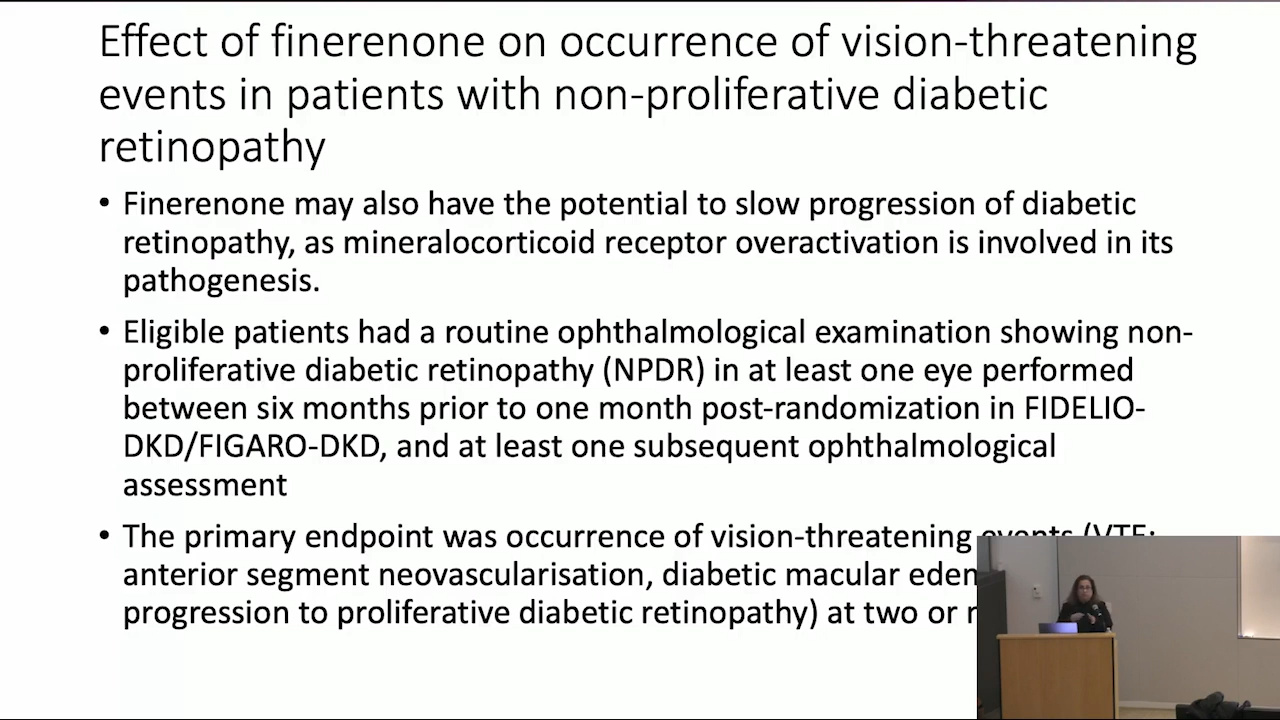 Effect of finerenone on occurrence of vision-threatening
events in patients with non-proliferative diabetic
retinopathy
• Finerenone may also have the potential to slow progression of diabetic
retinopathy, as mineralocorticoid receptor overactivation is involved in its
pathogenesis.
• Eligible patients had a routine ophthalmological examination showing non-
proliferative diabetic retinopathy (NPDR) in at least one eye performed
between six months prior to one month post-randomization in FIDELIO-
DKD/FIGARO-DKD, and at least one subsequent ophthalmological
assessment
• The primary endpoint was occurrence of vision-threatening events (VTE:
anterior segment neovascularisation, diabetic macular
progression to proliferative diabetic retinopathy) at two or